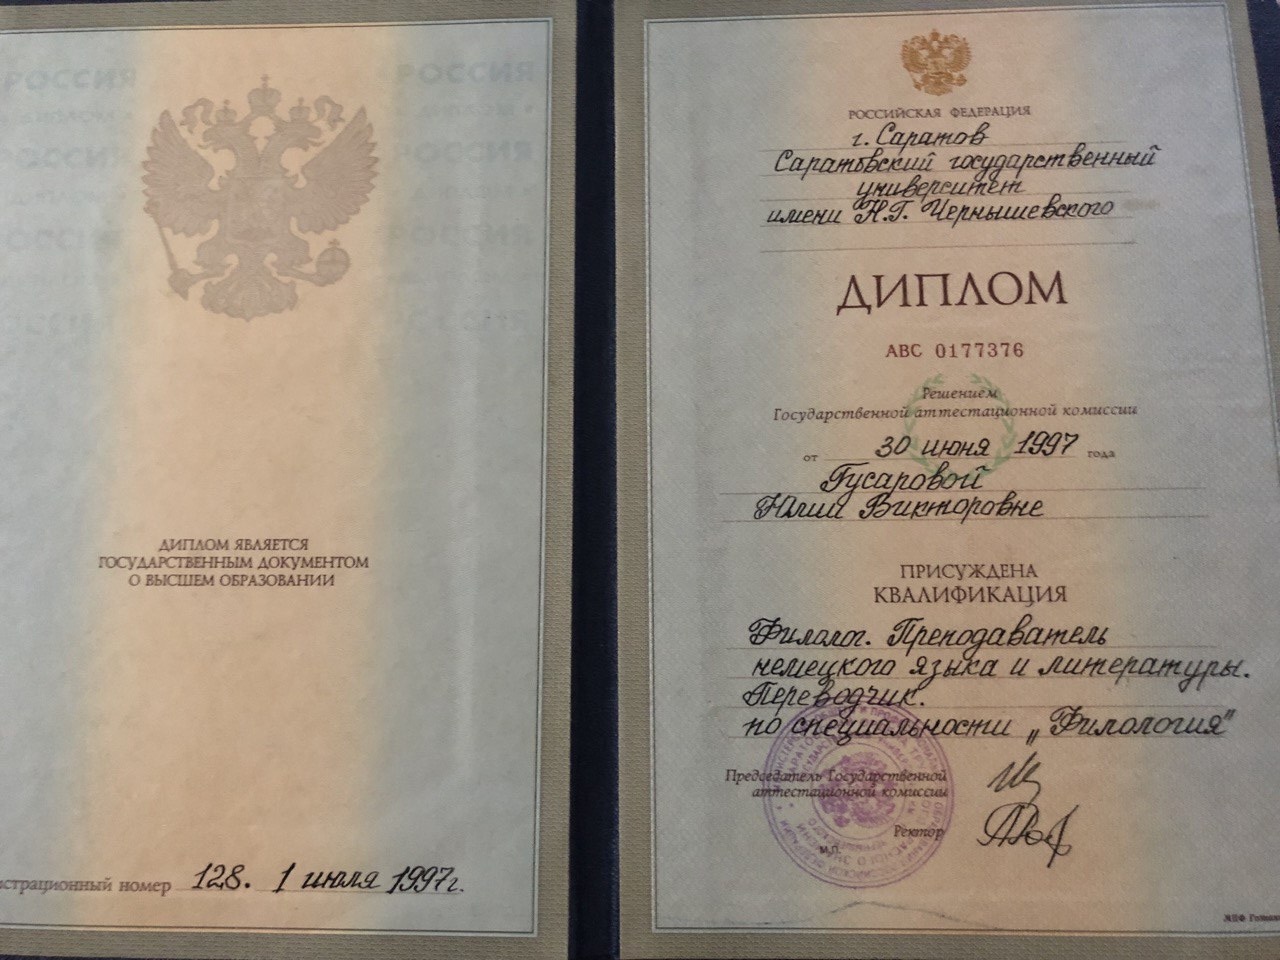 РОССИЯ
РОССИЯ
ДИПЛОМ ЯВЛЯЕТСЯ
ГОСУДАРСТВЕННЫМ ДОКУМЕНТОМ
О ВЫСШЕМ ОБРАЗОВАНИИ
номер 128. 1 июля 1997г.
РОССИЙСКАЯ ФЕДЕРАЦИЯ
г. Саратов
Саратовский государственный
университет
имени Н.Г. Чернышевского
ДИПЛОМ
АВС 0177376
Решением
Государственной аттестационной комиссии
от 30 июня 1997 года
Гусаровой
Юлии Викторовне
ПРИСУЖДЕНА
КВАЛИФИКАЦИЯ
Филолог. Преподаватель
немецкого языка и литературы.
Переводчик.
по специальности „Филология"
Председатель Государственной
аттестационной комиссии
Ректор
М.П.